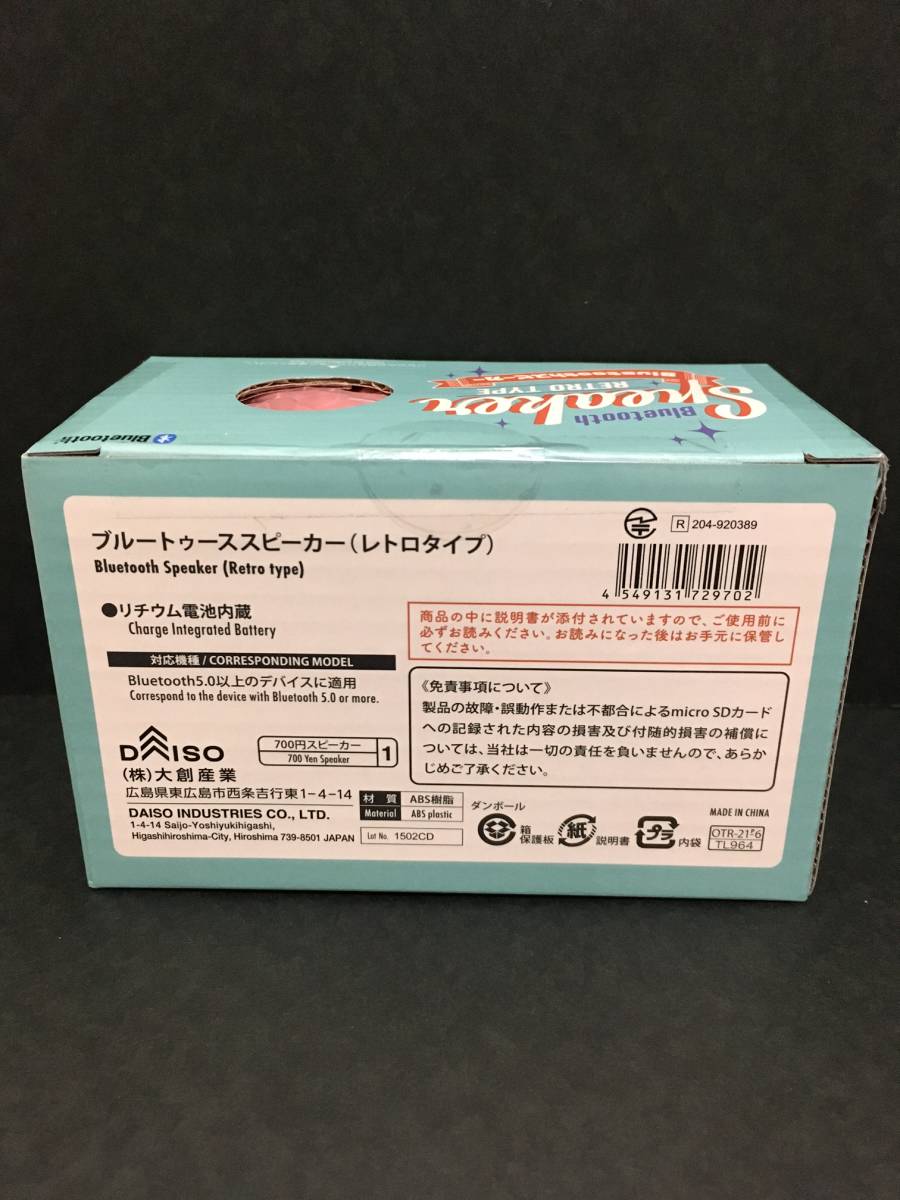 Bluetooth
Speaker
RETRO TYPE
Bluetoothスピーカー
Bluetooth
ブルートゥーススピーカー(レトロタイプ)
Bluetooth Speaker (Retro type)
R 204-920389
4 549131 729702
●リチウム電池内蔵
Charge Integrated Battery
商品の中に説明書が添付されていますので、ご使用前に
必ずお読みください。お読みになった後はお手元に保管し
てください。
対応機種 / CORRESPONDING MODEL
Bluetooth5.0以上のデバイスに適用
Correspond to the device with Bluetooth 5.0 or more.
《免責事項について》
製品の故障・誤動作または不都合によるmicro SDカード
への記録された内容の損害及び付随的損害の補償に
ついては、当社は一切の責任を負いませんので、あらか
じめご了承ください。
DAISO
700円スピーカー
700 Yen Speaker
1
(株)大創産業
広島県東広島市西条吉行東1-4-14
DAISO INDUSTRIES CO., LTD.
1-4-14 Saijo-Yoshiyukihigashi,
Higashihiroshima-City, Hiroshima 739-8501 JAPAN
材質 ABS樹脂
Material ABS plastic
Lot No. 1502CD
ダンボール
箱
保護板
紙
説明書
プラ
内袋
MADE IN CHINA
TL964